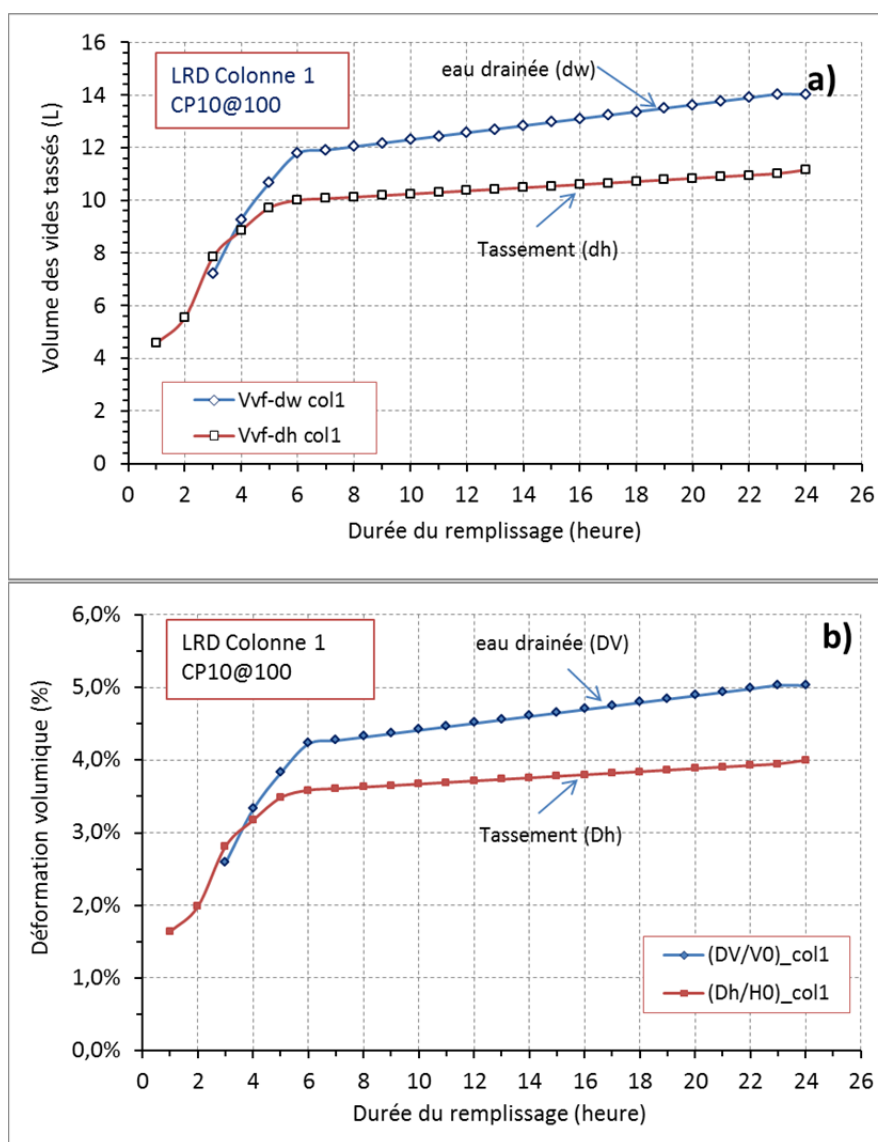 16
14
12
10
8
6
4
2
0
Volume des vides tassés (L)
LRD Colonne 1
CP10@100
eau drainée (dw)
a)
Tassement (dh)
Vvf-dw col1
Vvf-dh col1
0 2 4 6 8 10 12 14 16 18 20 22 24 26
Durée du remplissage (heure)
6,0%
5,0%
4,0%
3,0%
2,0%
1,0%
0,0%
Déformation volumique (%)
LRD Colonne 1
CP10@100
eau drainée (DV)
b)
Tassement (Dh)
(DV/V0)_col1
(Dh/H0)_col1
0 2 4 6 8 10 12 14 16 18 20 22 24 26
Durée du remplissage (heure)